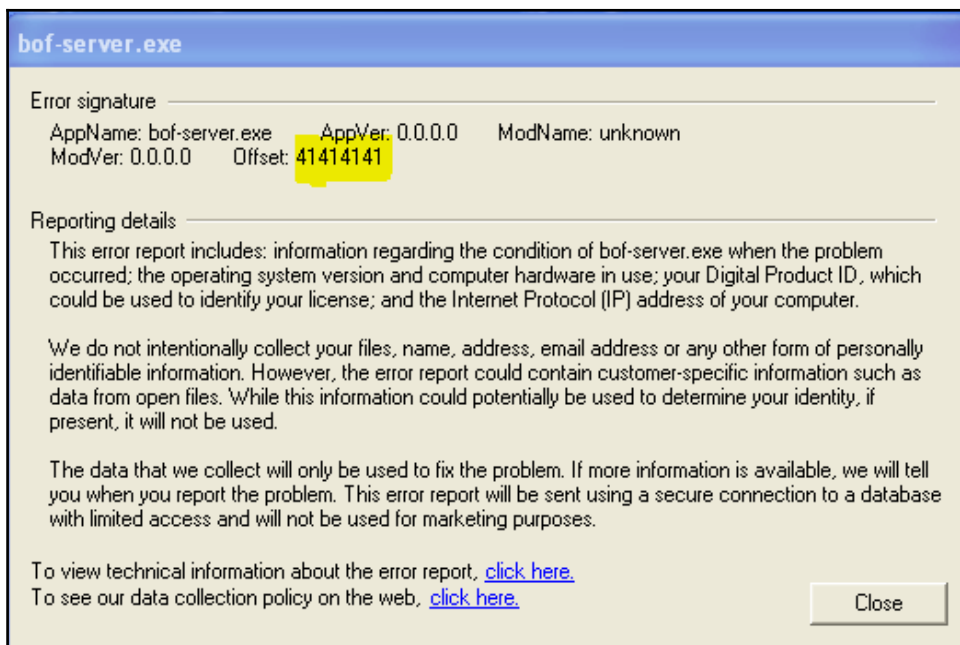 bof-server.exe
Error signature
AppName: bof-server.exe AppVer: 0.0.0.0 ModName: unknown
ModVer: 0.0.0.0 Offset: 41414141
Reporting details
This error report includes: information regarding the condition of bof-server.exe when the problem
occurred; the operating system version and computer hardware in use; your Digital Product ID, which
could be used to identify your license; and the Internet Protocol (IP) address of your computer.
We do not intentionally collect your files, name, address, email address or any other form of personally
identifiable information. However, the error report could contain customer-specific information such as
data from open files. While this information could potentially be used to determine your identity, if
present, it will not be used.
The data that we collect will only be used to fix the problem. If more information is available, we will tell
you when you report the problem. This error report will be sent using a secure connection to a database
with limited access and will not be used for marketing purposes.
To view technical information about the error report, click here.
To see our data collection policy on the web, click here.
Close